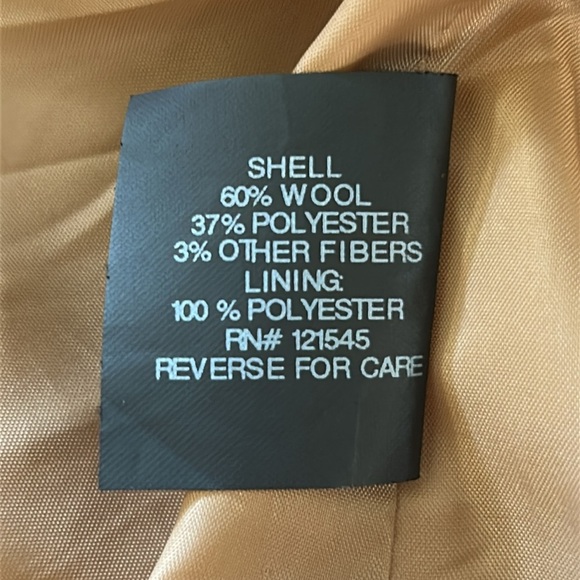 SHELL
60% WOOL
37% POLYESTER
3% OTHER FIBERS
LINING:
100 % POLYESTER
RN# 121545
REVERSE FOR CARE